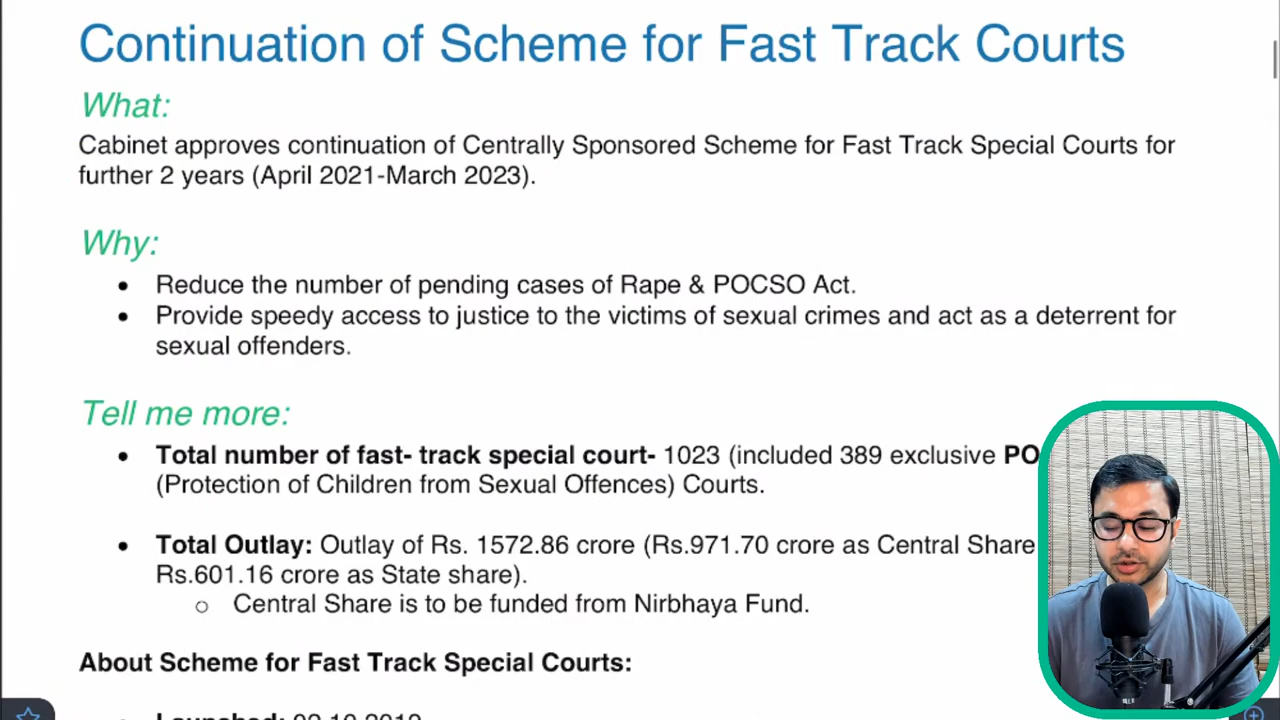 Continuation of Scheme for Fast Track Courts
What:
Cabinet approves continuation of Centrally Sponsored Scheme for Fast Track Special Courts for
further 2 years (April 2021-March 2023).
Why:
• Reduce the number of pending cases of Rape & POCSO Act.
• Provide speedy access to justice to the victims of sexual crimes and act as a deterrent for
sexual offenders.
Tell me more:
• Total number of fast- track special court- 1023 (included 389 exclusive PO
(Protection of Children from Sexual Offences) Courts.
• Total Outlay: Outlay of Rs. 1572.86 crore (Rs.971.70 crore as Central Share
Rs.601.16 crore as State share).
o Central Share is to be funded from Nirbhaya Fund.
About Scheme for Fast Track Special Courts:
Launched: 02.10.2019